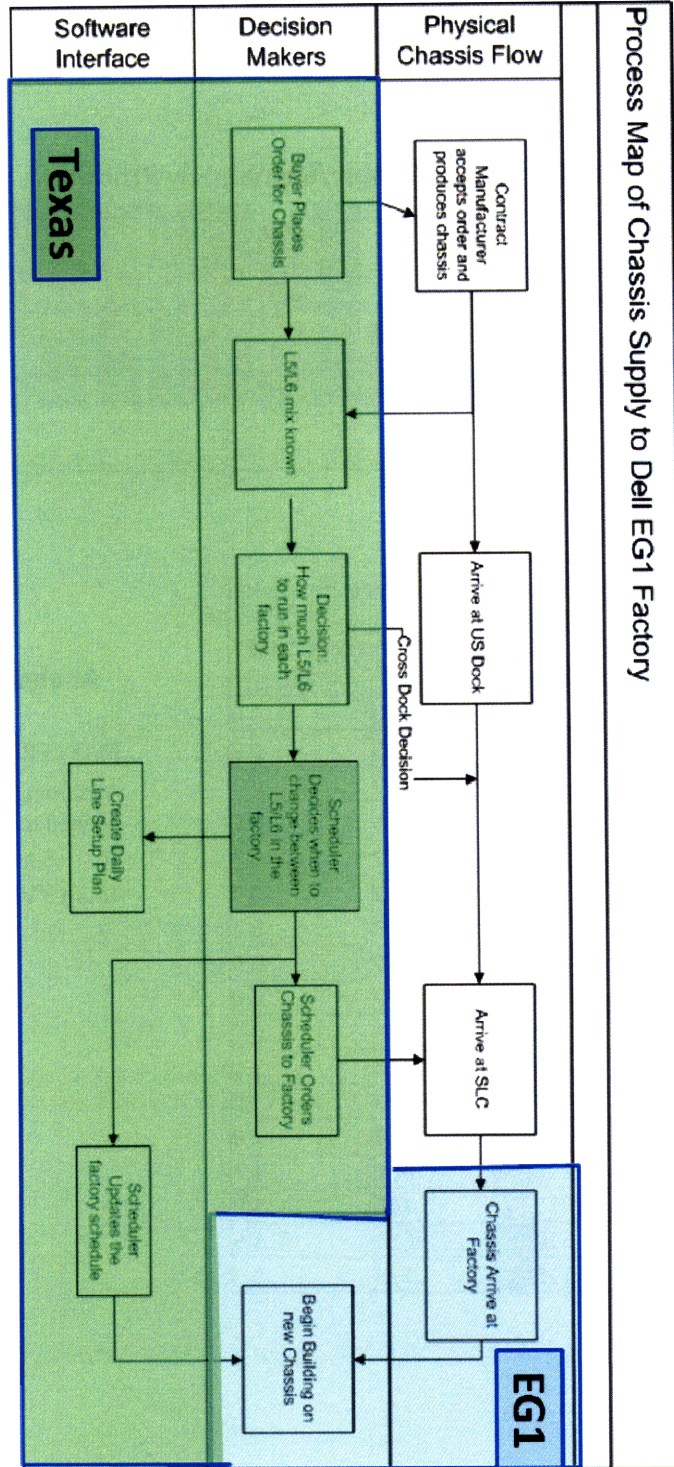 Process Map of Chassis Supply to Dell EG1 Factory
Physical
Chassis Flow
Contract
Manufacturer
accepts order and
produces chassis
Arrive at US Dock
Arrive at SLC
Chassis Arrive at
Factory
EG1
Cross Dock Decision
Decision
Makers
Buyer Places
Order for Chassis
L5/L6 mix known
Decision:
How much L5/L6
to run in each
factory
Scheduler
Decides when to
change between
L5/L6 in the
factory
Scheduler Orders
Chassis to Factory
Begin Building on
new Chassis
Software
Interface
Texas
Create Daily
Line Setup Plan
Scheduler
Updates the
factory schedule